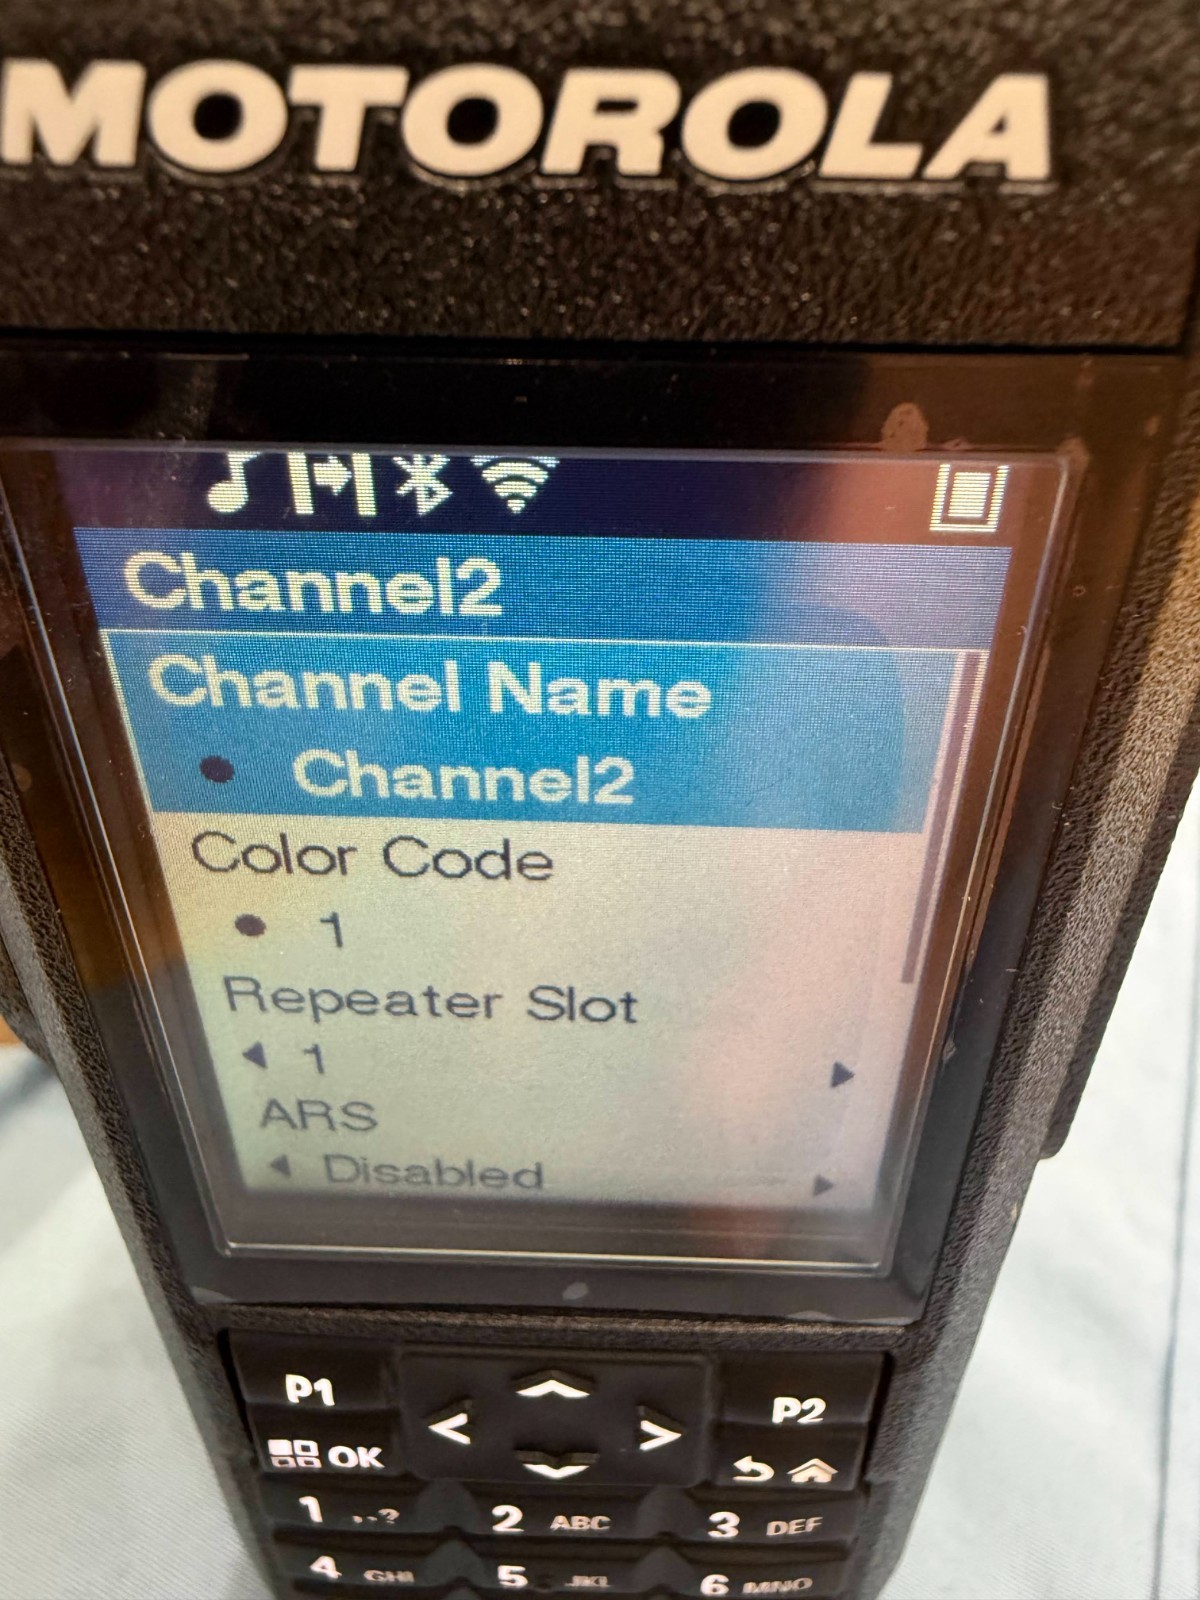 MOTOROLA
Channel2
Channel Name
• Channel2
Color Code
• 1
Repeater Slot
◀ 1 ▶
ARS
◀ Disabled ▶
P1
P2
OK
1 ,.?
2 ABC
3 DEF
4 GHI
5 JKL
6 MNO